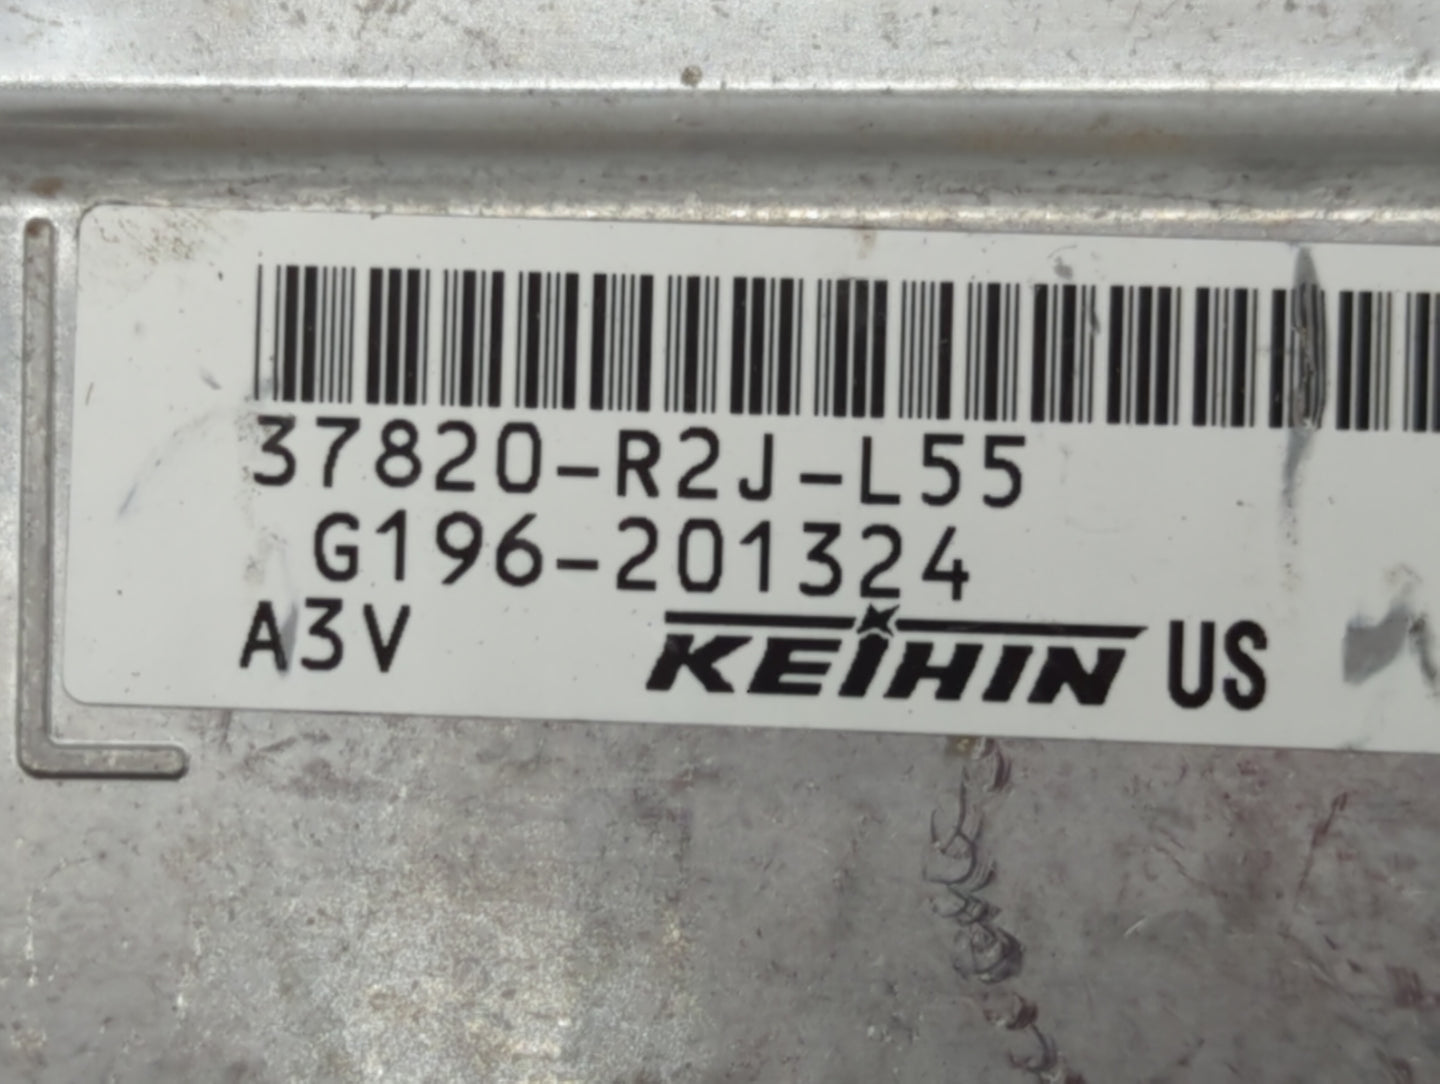 37820-R2J-L55
G196-201324
A3V KEIHIN US